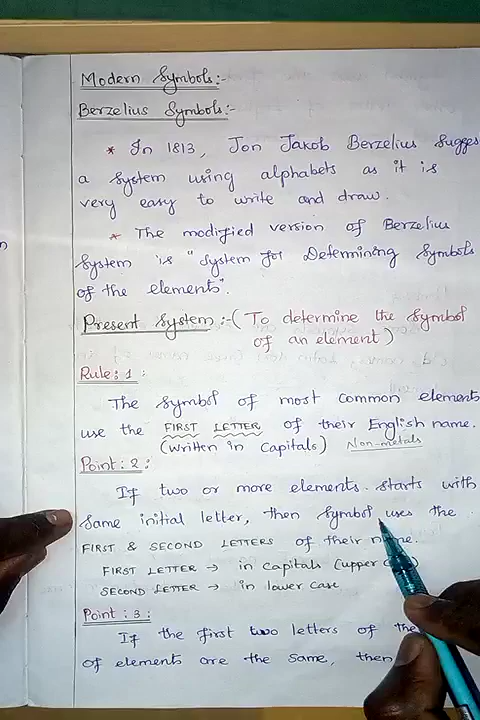 Modern Symbols:-
Berzelius Symbols:-
* In 1813, Jon Jakob Berzelius Sugges
a System using alphabets as it is
very easy to write and draw.
* The modified version of Berzelius
System is "System for Determining Symbols
of the elements".
Present System:- (To determine the Symbol
of an element)
Rule: 1:
The Symbol of most common elements
use the FIRST LETTER of their English name.
(written in capitals) Non-metals
Point: 2:
If two or more elements starts with
Same initial letter, then Symbol uses the
FIRST & SECOND LETTERS of their name.
FIRST LETTER → in capitals (upper
SECOND LETTER → in lower case
Point: 3:
If the first two letters of the
of elements are the same, then